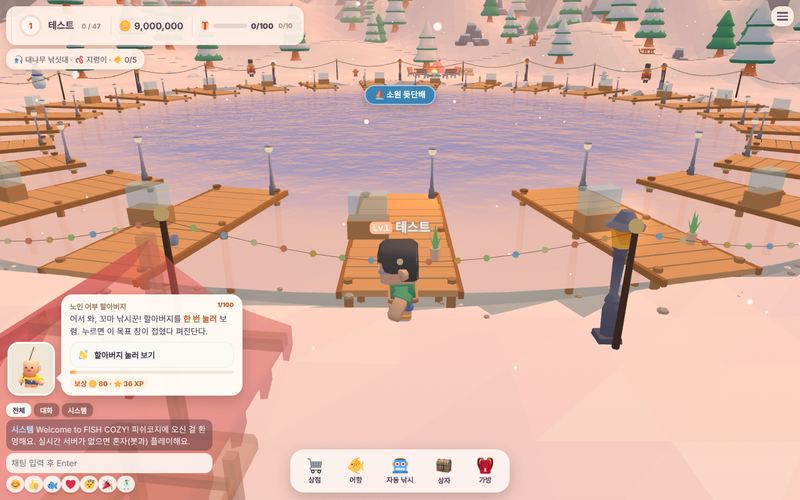 1 테스트 0 / 47 9,000,000 0/100 0/10
대나무 낚싯대 · 지렁이 · 0/5
소원 돛단배
Lv.1 테스트
노인 어부 할아버지 1/100
어서 와, 꼬마 낚시꾼! 할아버지를 한 번 눌러 보
렴. 누르면 이 목표 창이 접혔다 펴진단다.
할아버지 눌러 보기
보상 80 · 36 XP
전체 대화 시스템
시스템 Welcome to FISH COZY! 피쉬코지에 오신 걸 환
영해요. 실시간 서버가 없으면 혼자(봇과) 플레이해요.
채팅 입력 후 Enter
상점 어항 자동 낚시 상자 가방